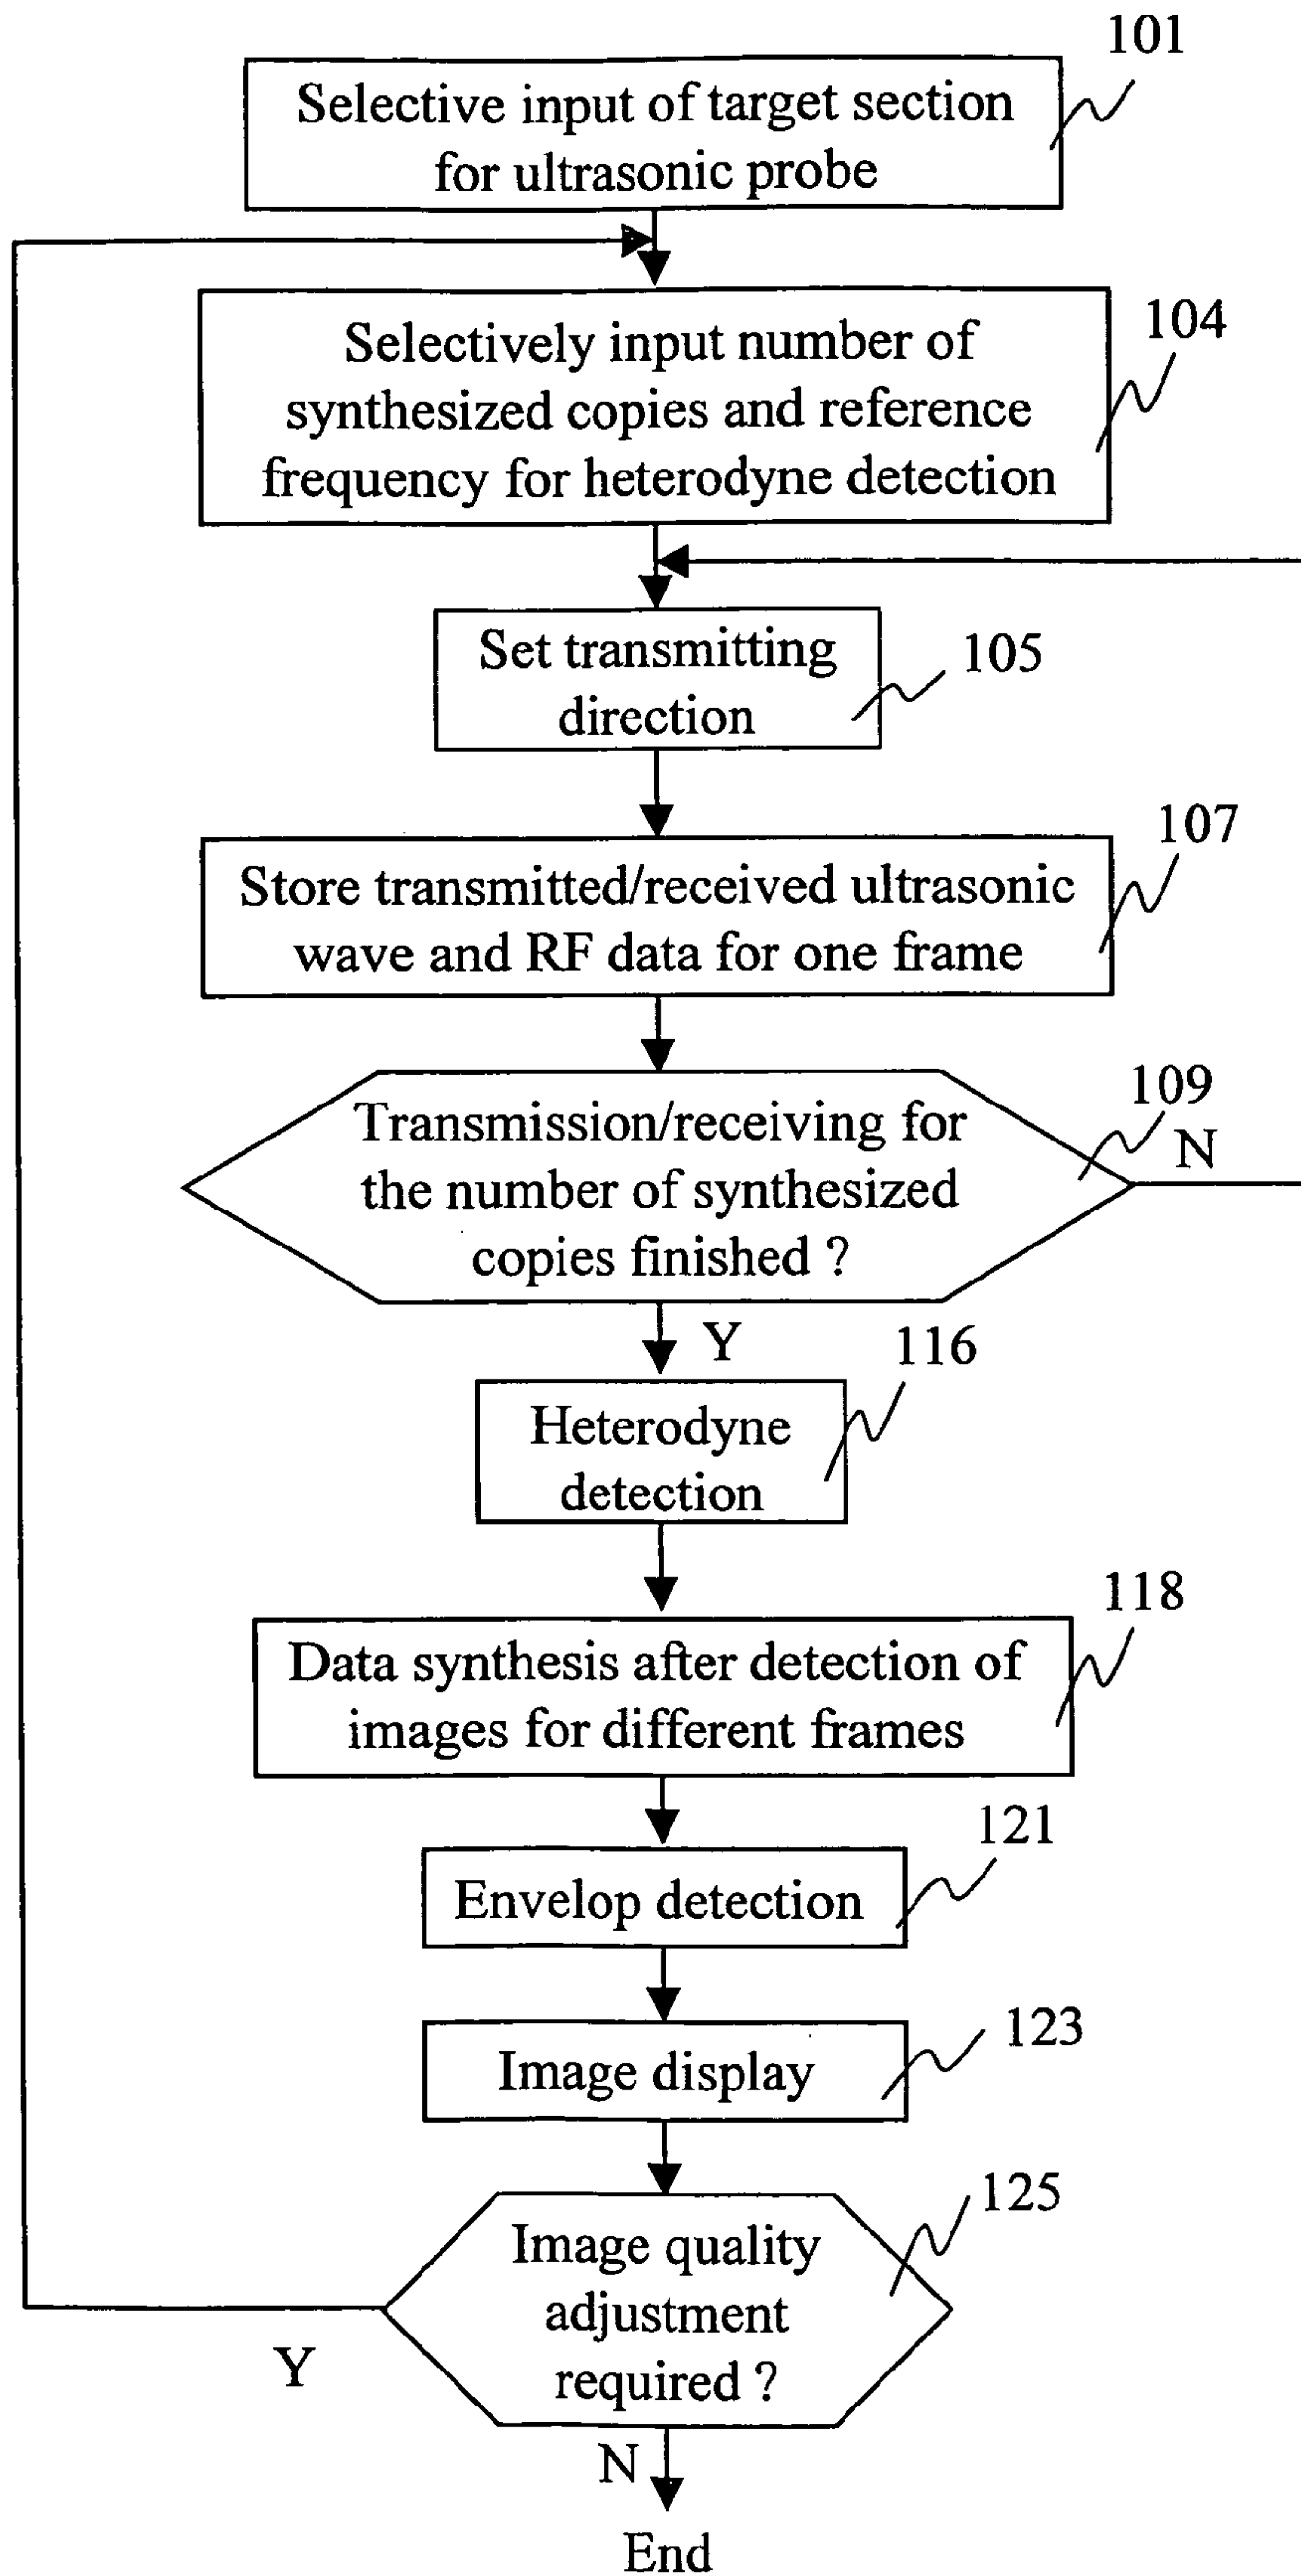 101
Selective input of target section
for ultrasonic probe
104
Selectively input number of
synthesized copies and reference
frequency for heterodyne detection
105
Set transmitting
direction
107
Store transmitted/received ultrasonic
wave and RF data for one frame
109
Transmission/receiving for
the number of synthesized
copies finished ?
N
Y
116
Heterodyne
detection
118
Data synthesis after detection of
images for different frames
121
Envelop detection
123
Image display
125
Image quality
adjustment
required ?
Y
N
End